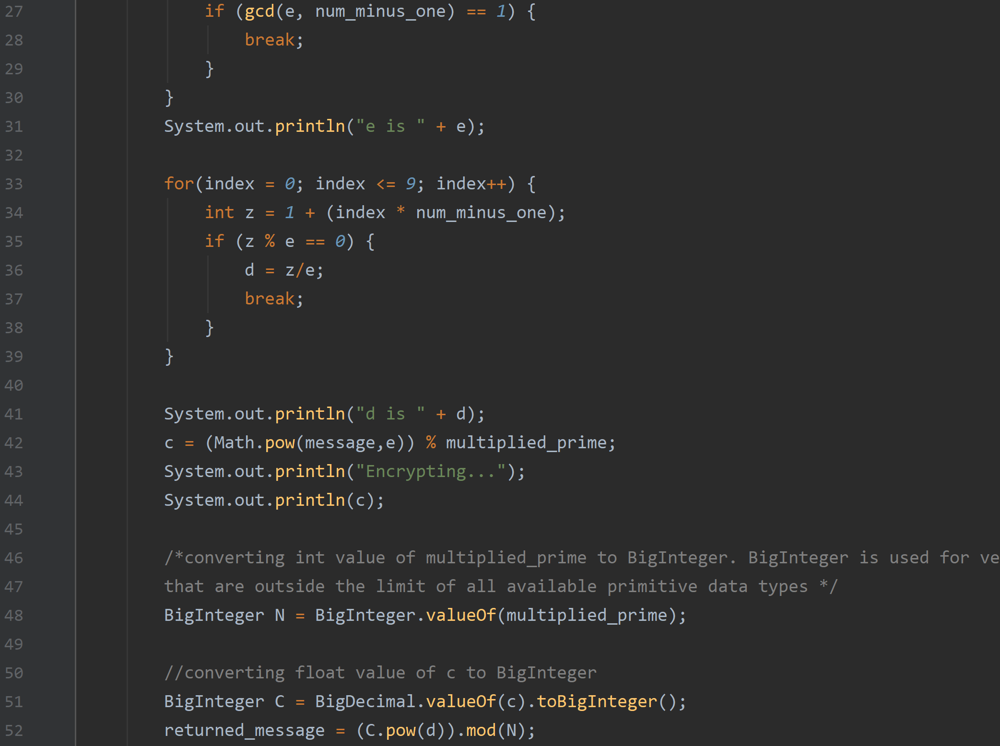 27 if (gcd(e, num_minus_one) == 1) {
28 break;
29 }
30 }
31 System.out.println("e is " + e);
32
33 for(index = 0; index <= 9; index++) {
34 int z = 1 + (index * num_minus_one);
35 if (z % e == 0) {
36 d = z/e;
37 break;
38 }
39 }
40
41 System.out.println("d is " + d);
42 c = (Math.pow(message,e)) % multiplied_prime;
43 System.out.println("Encrypting...");
44 System.out.println(c);
45
46 /*converting int value of multiplied_prime to BigInteger. BigInteger is used for
47 that are outside the limit of all available primitive data types */
48 BigInteger N = BigInteger.valueOf(multiplied_prime);
49
50 //converting float value of c to BigInteger
51 BigInteger C = BigDecimal.valueOf(c).toBigInteger();
52 returned_message = (C.pow(d)).mod(N);